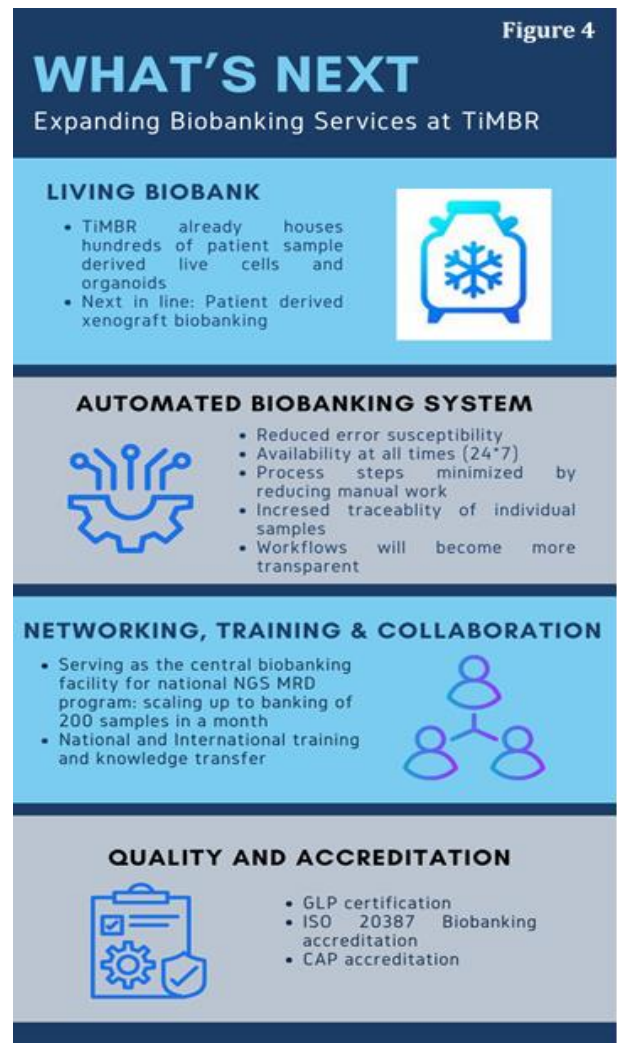 Figure 4
WHAT'S NEXT
Expanding Biobanking Services at TiMBR
LIVING BIOBANK
• TiMBR already houses
hundreds of patient sample
derived live cells and
organoids
• Next in line: Patient derived
xenograft biobanking
AUTOMATED BIOBANKING SYSTEM
• Reduced error susceptibility
• Availability at all times (24*7)
• Process steps minimized by
reducing manual work
• Incresed traceablity of individual
samples
• Workflows will become more
transparent
NETWORKING, TRAINING & COLLABORATION
• Serving as the central biobanking
facility for national NGS MRD
program: scaling up to banking of
200 samples in a month
• National and International training
and knowledge transfer
QUALITY AND ACCREDITATION
• GLP certification
• ISO 20387 Biobanking
accreditation
• CAP accreditation